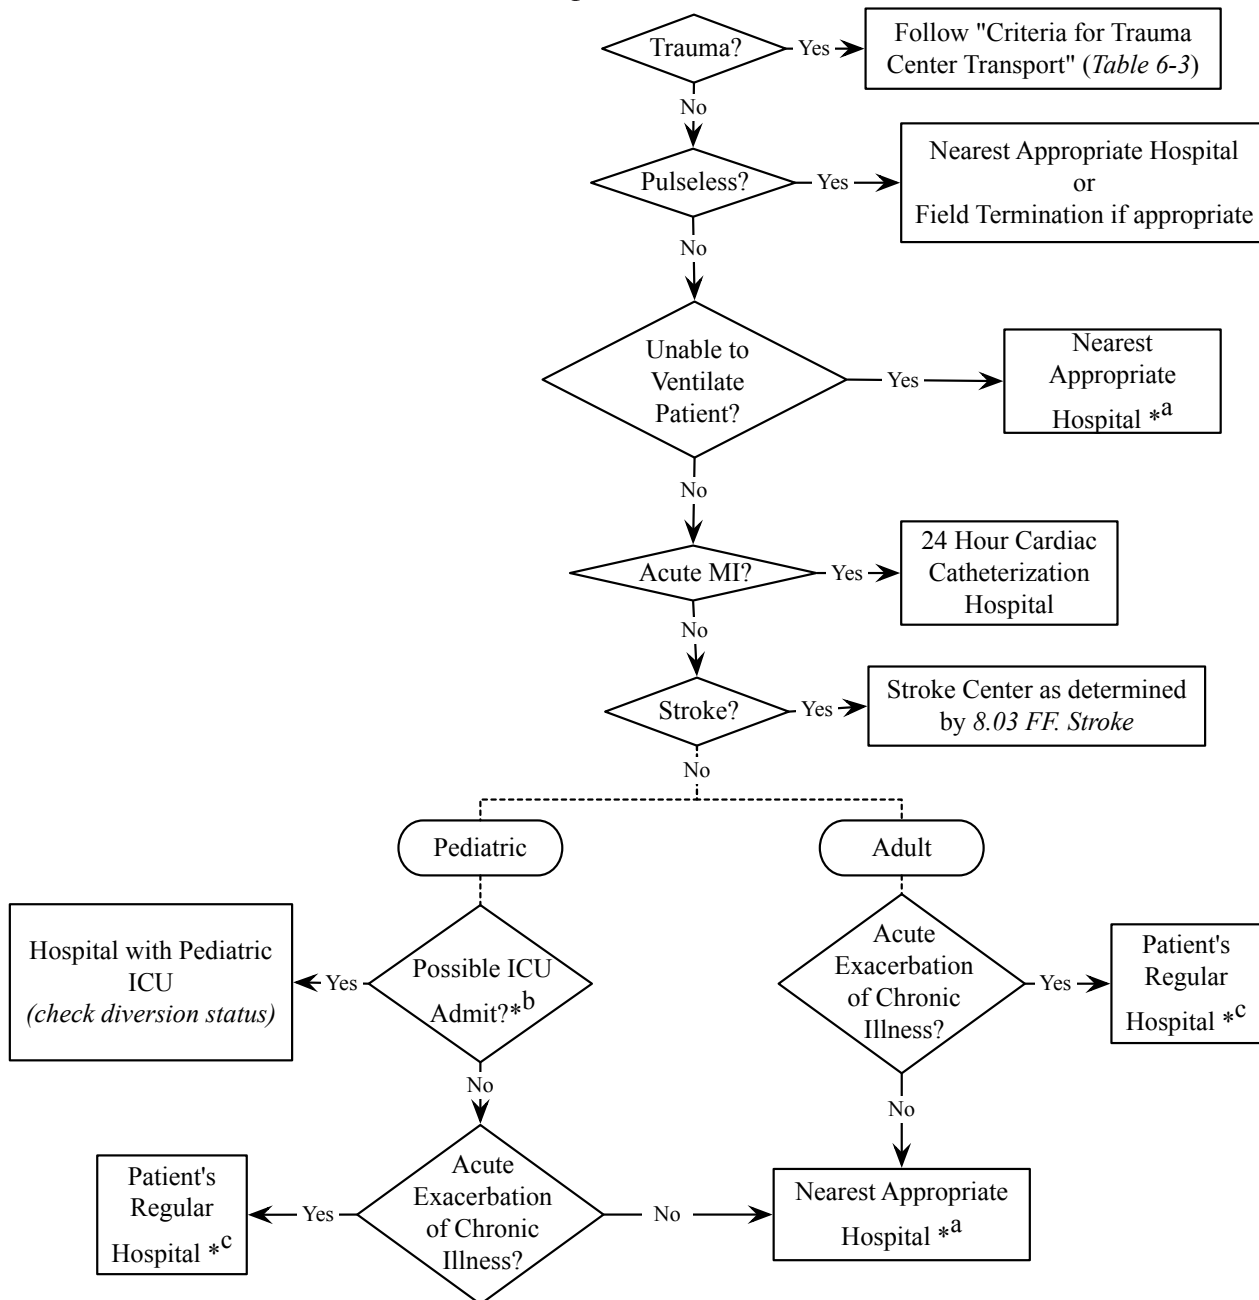 Trauma?
Yes
Follow "Criteria for Trauma
Center Transport" (Table 6-3)
No
Pulseless?
Yes
Nearest Appropriate Hospital
or
Field Termination if appropriate
No
Unable to
Ventilate
Patient?
Yes
Nearest
Appropriate
Hospital *a
No
Acute MI?
Yes
24 Hour Cardiac
Catheterization
Hospital
No
Stroke?
Yes
Stroke Center as determined
by 8.03 FF. Stroke
No
Pediatric
Adult
Hospital with Pediatric
ICU
(check diversion status)
Yes
Possible ICU
Admit?*b
Acute
Exacerbation
of Chronic
Illness?
Yes
Patient's
Regular
Hospital *c
No
No
Patient's
Regular
Hospital *c
Yes
Acute
Exacerbation
of Chronic
Illness?
No
Nearest Appropriate
Hospital *a